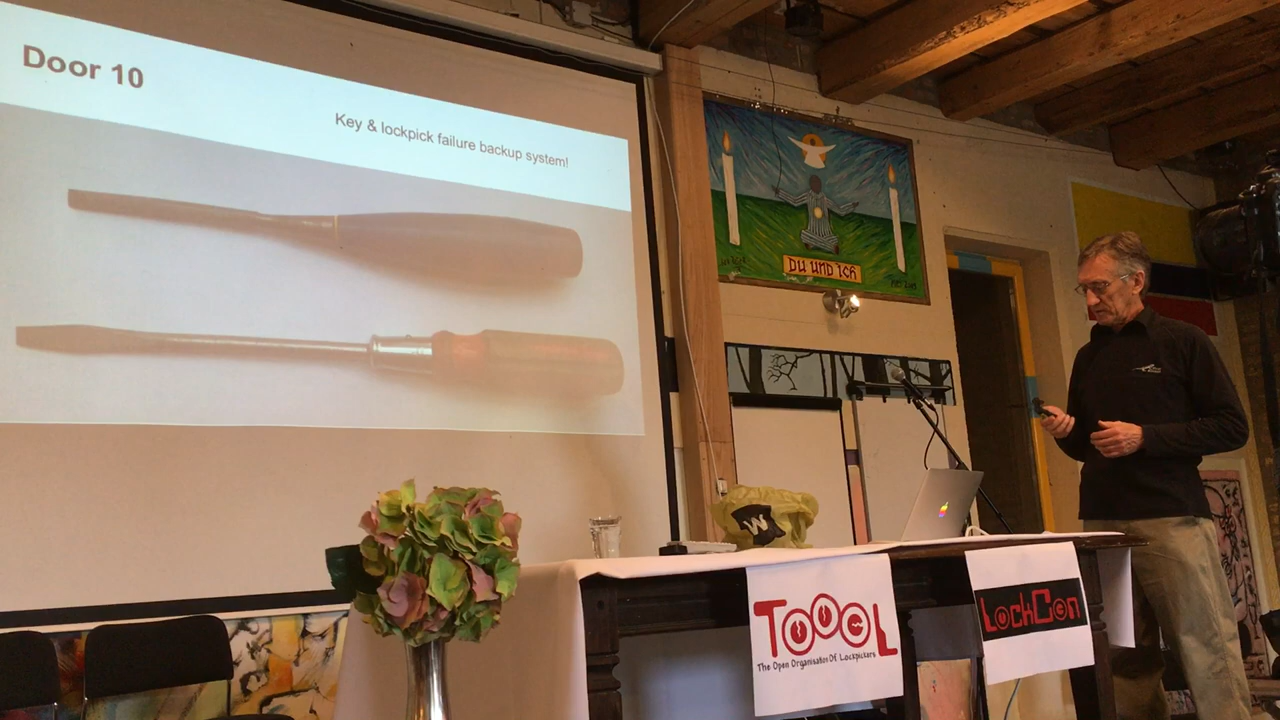 Door 10
Key & lockpick failure backup system!
DU UND ICH
W
TOOOL
The Open Organisation Of Lockpickers
LockCon